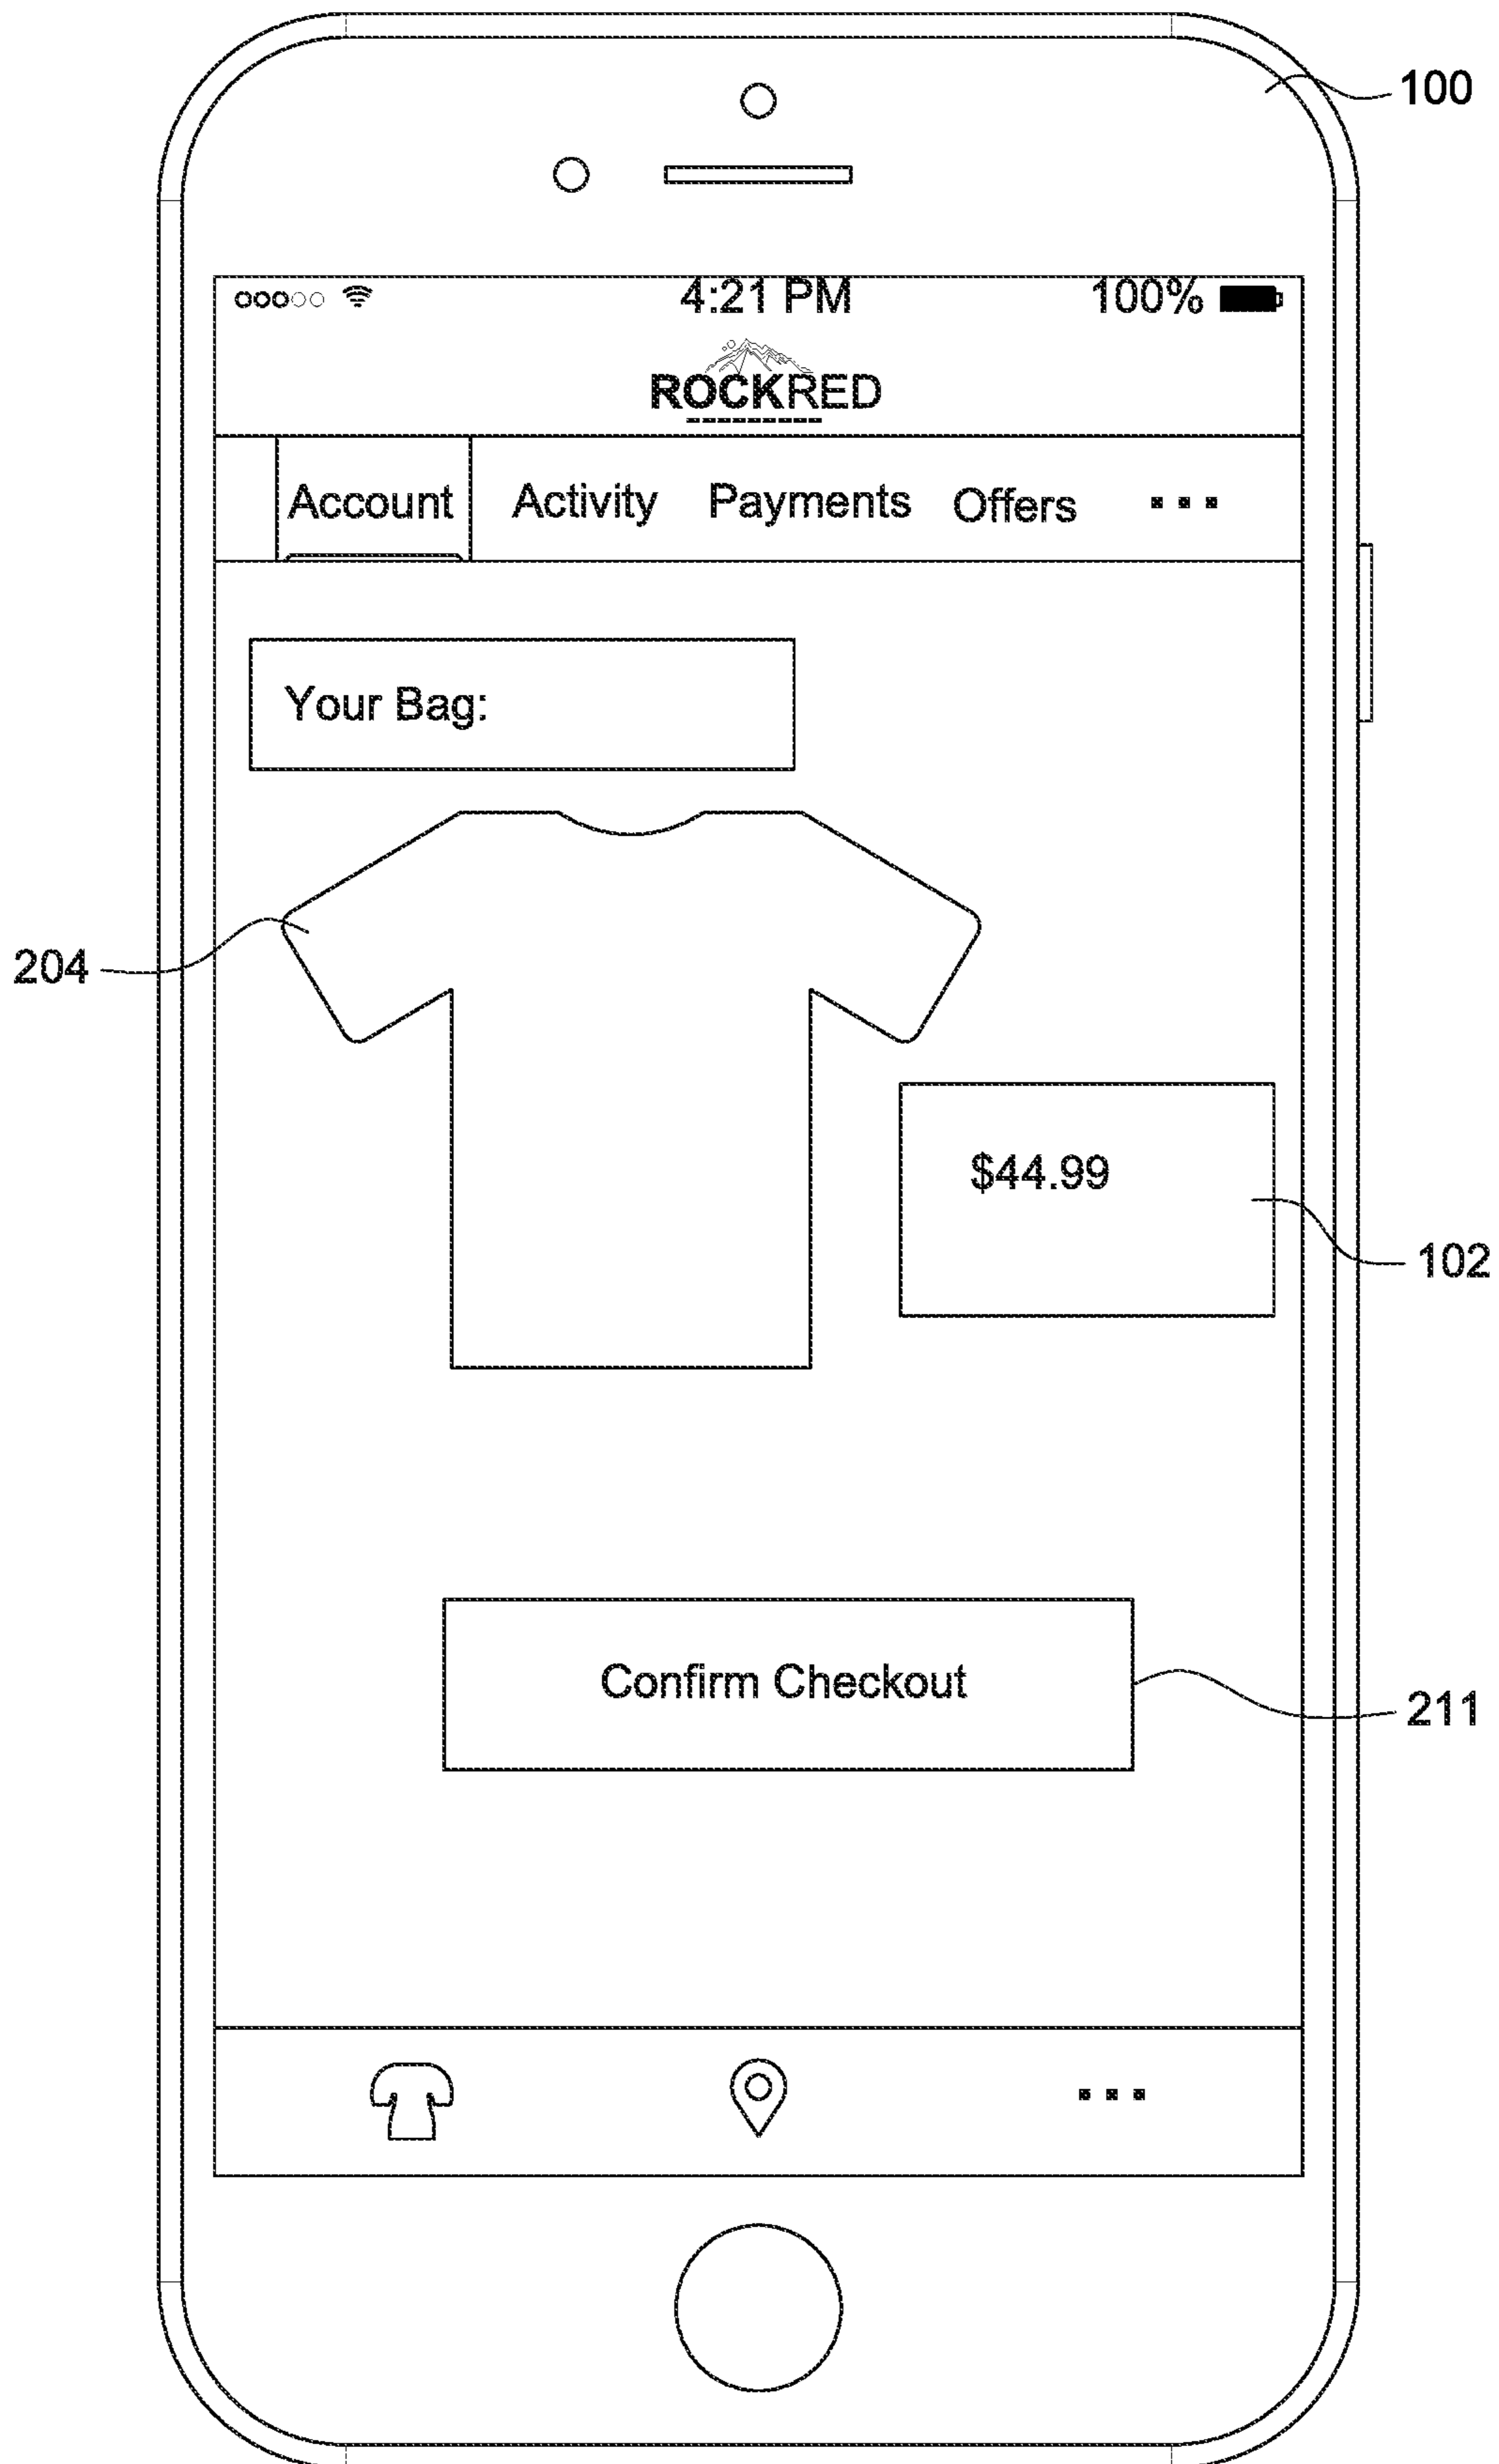 100
4:21 PM 100%
ROCKRED
Account Activity Payments Offers ...
Your Bag:
204
$44.99
102
Confirm Checkout
211
...